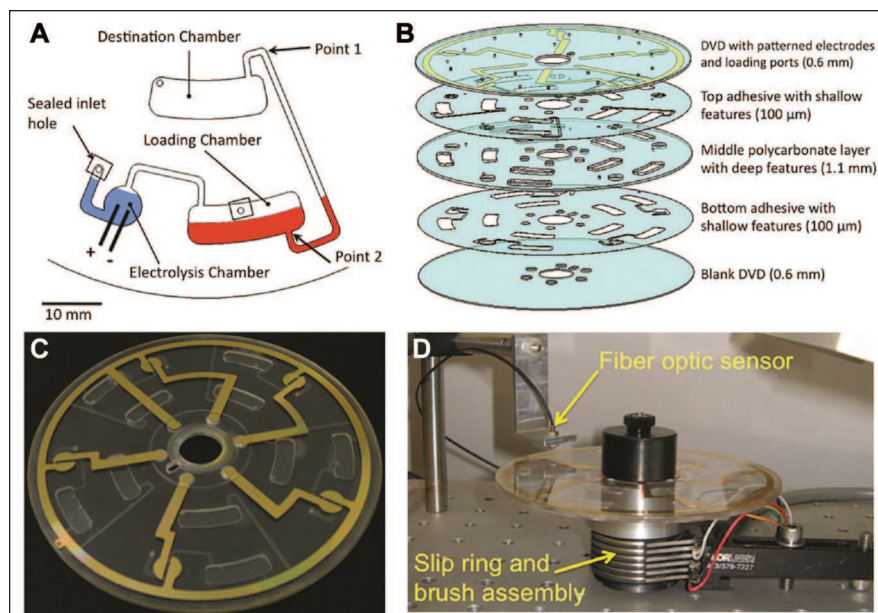 A
Destination Chamber
Point 1
Sealed inlet
hole
Loading Chamber
+
-
Electrolysis Chamber
Point 2
10 mm
B
DVD with patterned electrodes
and loading ports (0.6 mm)
Top adhesive with shallow
features (100 µm)
Middle polycarbonate layer
with deep features (1.1 mm)
Bottom adhesive with
shallow features (100 µm)
Blank DVD (0.6 mm)
C
D
Fiber optic sensor
Slip ring and
brush assembly